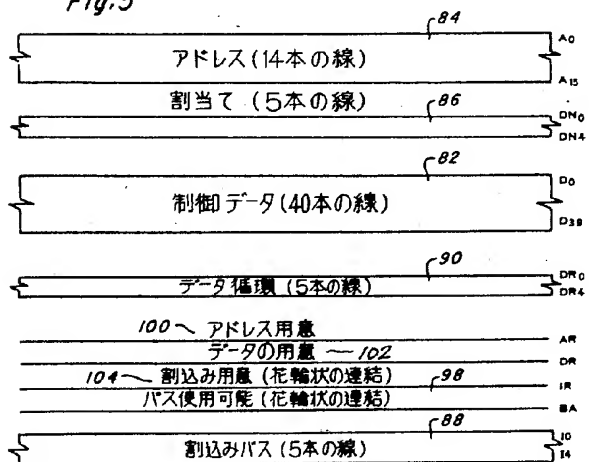 Fig.5
84
アドレス(14本の線)
A0
A15
割当て (5本の線)
86
DN0
DN4
82
制御データ(40本の線)
D0
D39
90
データ循環 (5本の線)
DR0
DR4
100 アドレス用意
AR
データの用意 102
DR
104 割込み用意 (花輪状の連結)
98
IR
バス使用可能 (花輪状の連結)
BA
88
割込みバス (5本の線)
I0
I4